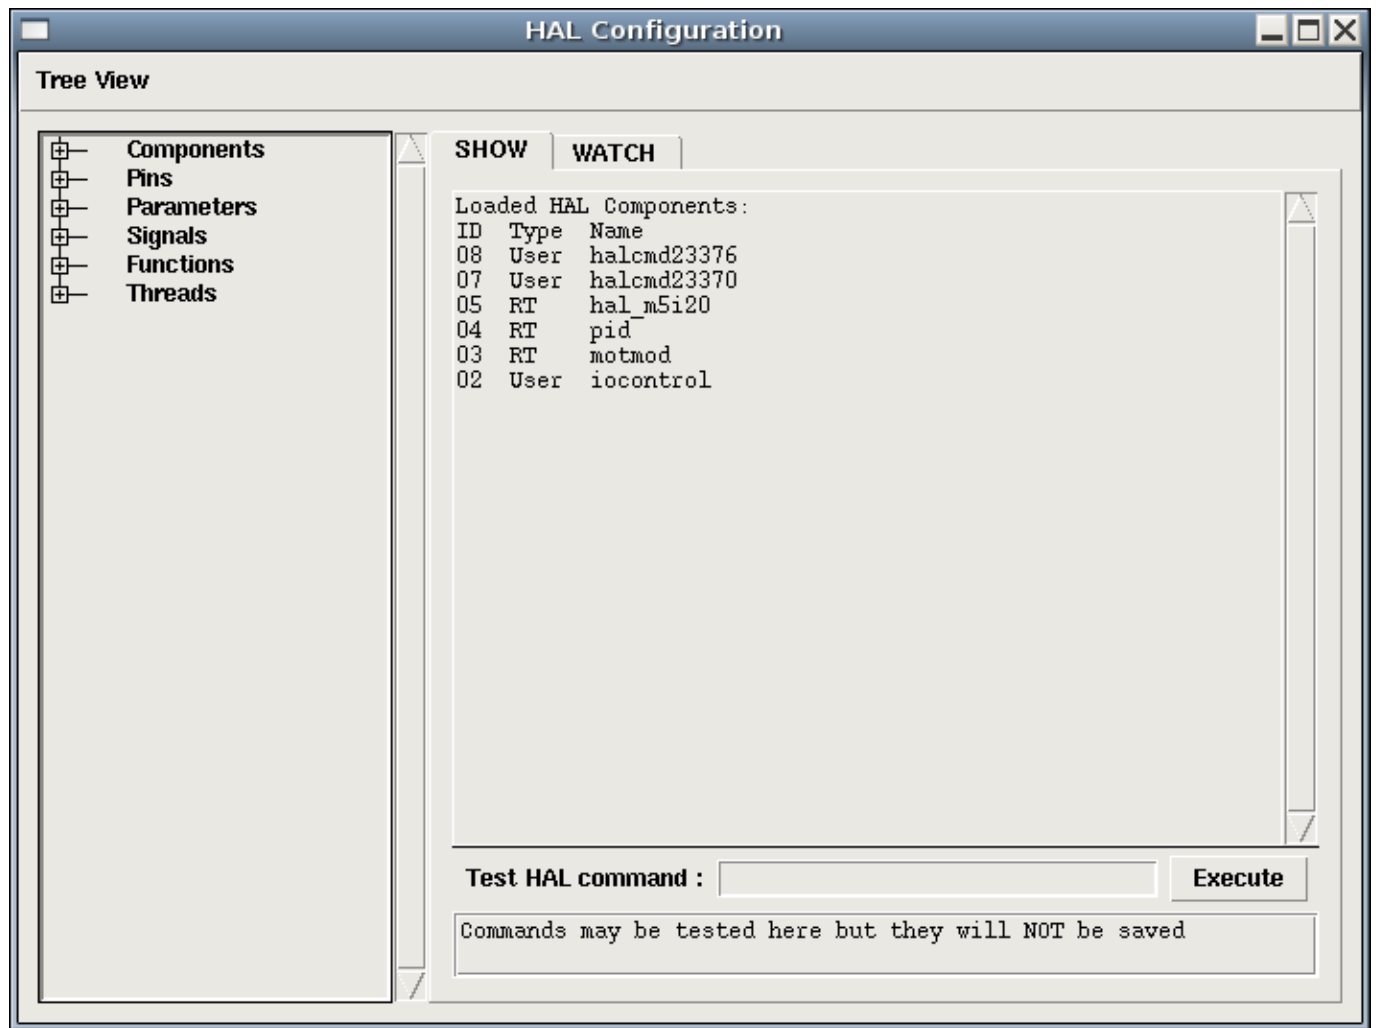 HAL Configuration
Tree View
Components
Pins
Parameters
Signals
Functions
Threads
SHOW WATCH
Loaded HAL Components:
ID Type Name
08 User halcmd23376
07 User halcmd23370
05 RT hal_m5i20
04 RT pid
03 RT motmod
02 User iocontrol
Test HAL command : Execute
Commands may be tested here but they will NOT be saved